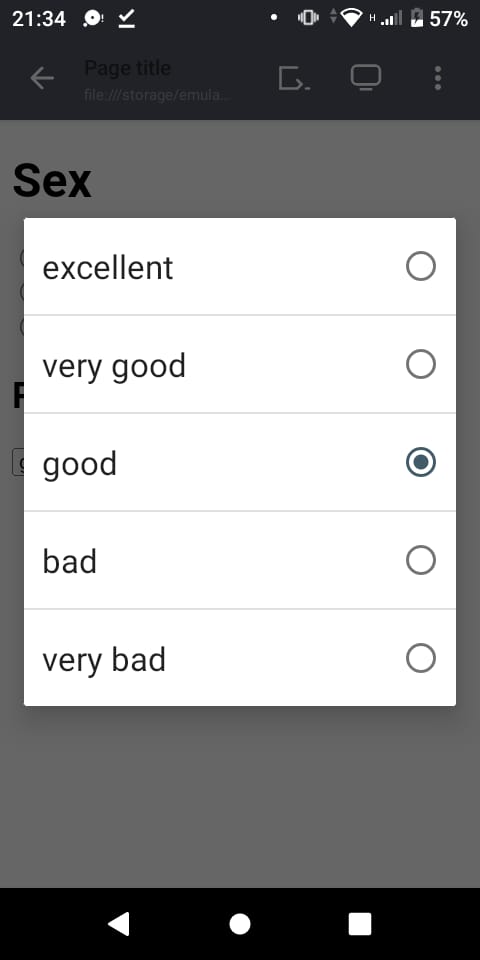 21:34
H
57%
Page title
file:///storage/emula...
Sex
excellent
very good
good
bad
very bad